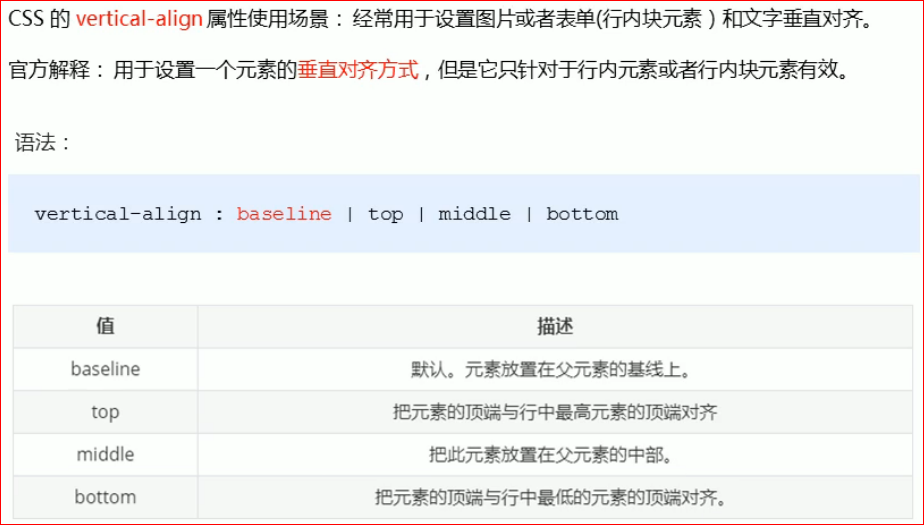 CSS 的 vertical-align 属性使用场景： 经常用于设置图片或者表单(行内块元素）和文字垂直对齐。
官方解释： 用于设置一个元素的垂直对齐方式，但是它只针对于行内元素或者行内块元素有效。
语法：
vertical-align : baseline | top | middle | bottom
值 描述
baseline 默认。元素放置在父元素的基线上。
top 把元素的顶端与行中最高元素的顶端对齐
middle 把此元素放置在父元素的中部。
bottom 把元素的顶端与行中最低的元素的顶端对齐。